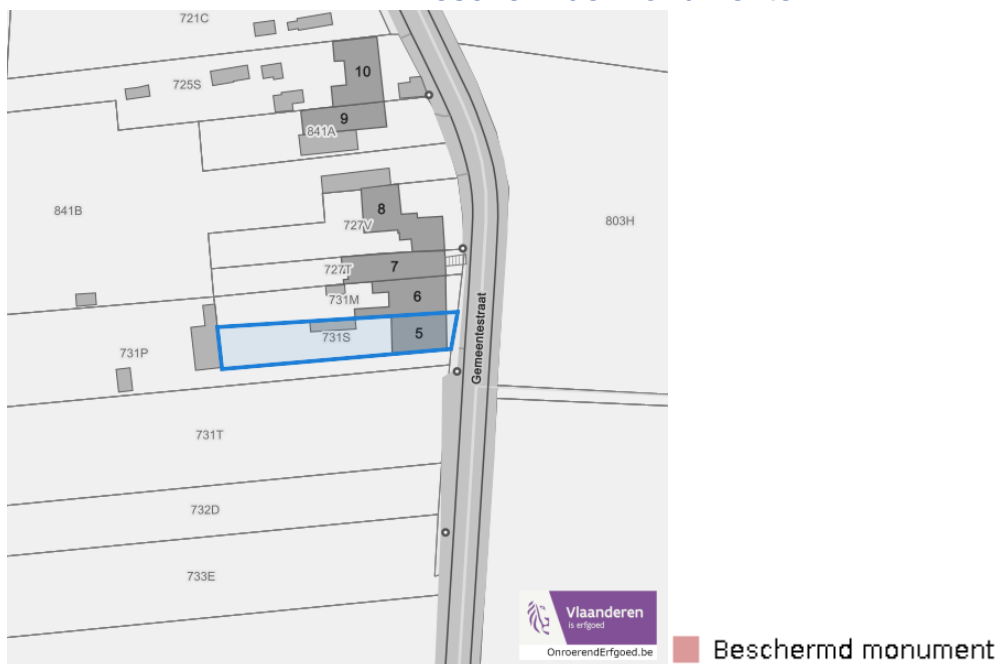 721C
10
725S
9
841A
841B
8
727V
803H
7
727T
6
731M
5
731S
731P
Gemeentestraat
731T
732D
733E
Vlaanderen
is erfgoed
OnroerendErfgoed.be
Beschermd monument